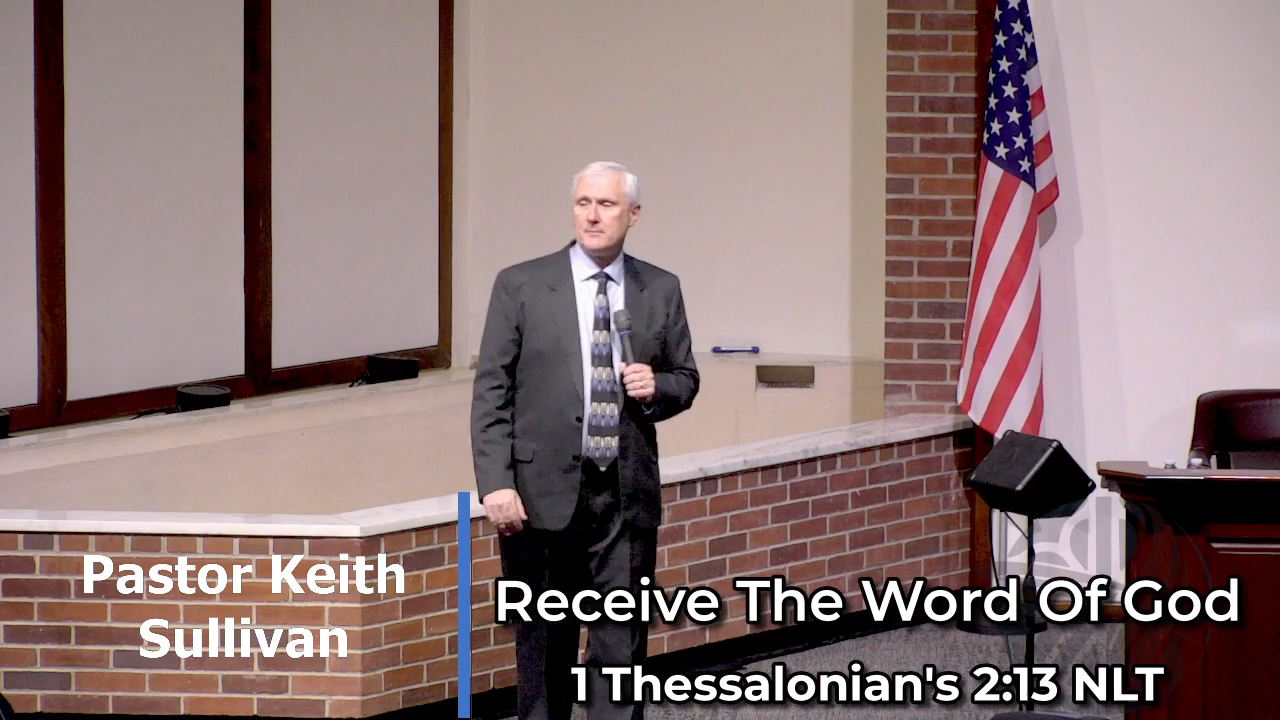 Pastor Keith
Sullivan
Receive The Word Of God
1 Thessalonian's 2:13 NLT